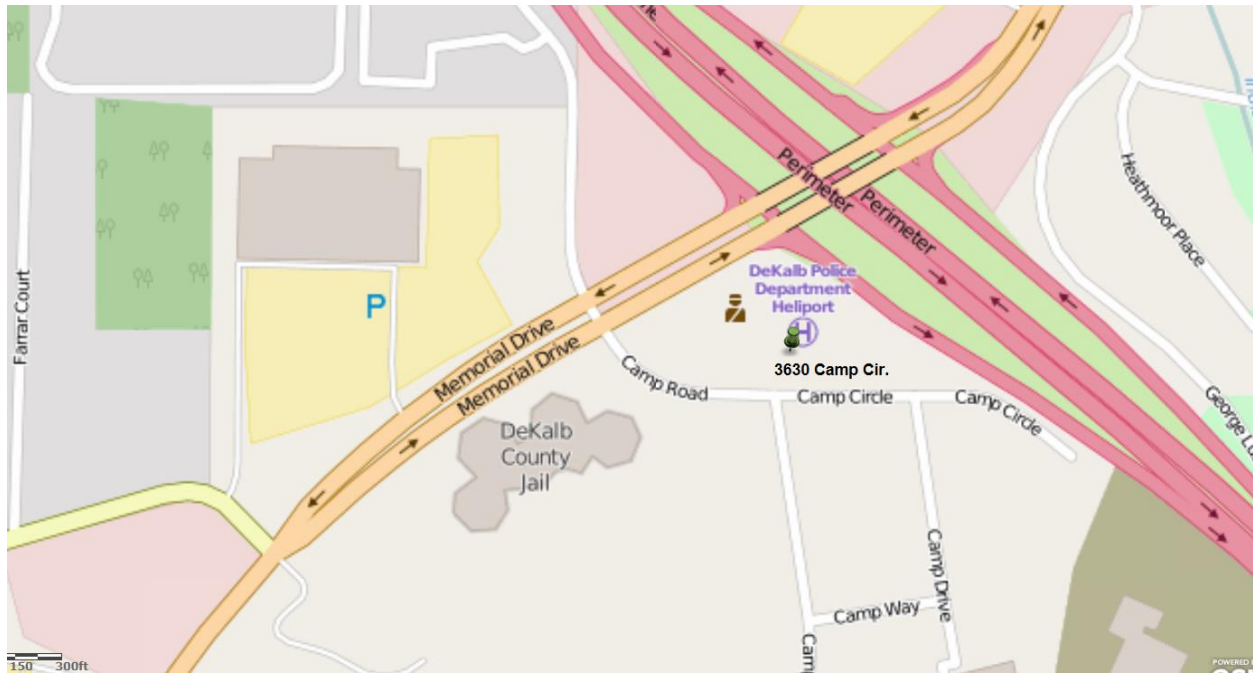 Perimeter
Perimeter
Heathmoor Place
DeKalb Police
Department
Heliport
H
3630 Camp Cir.
Farrar Court
P
Memorial Drive
Memorial Drive
Camp Road
Camp Circle
Camp Circle
DeKalb
County
Jail
Camp Drive
Camp Way
150 300ft
POWERED